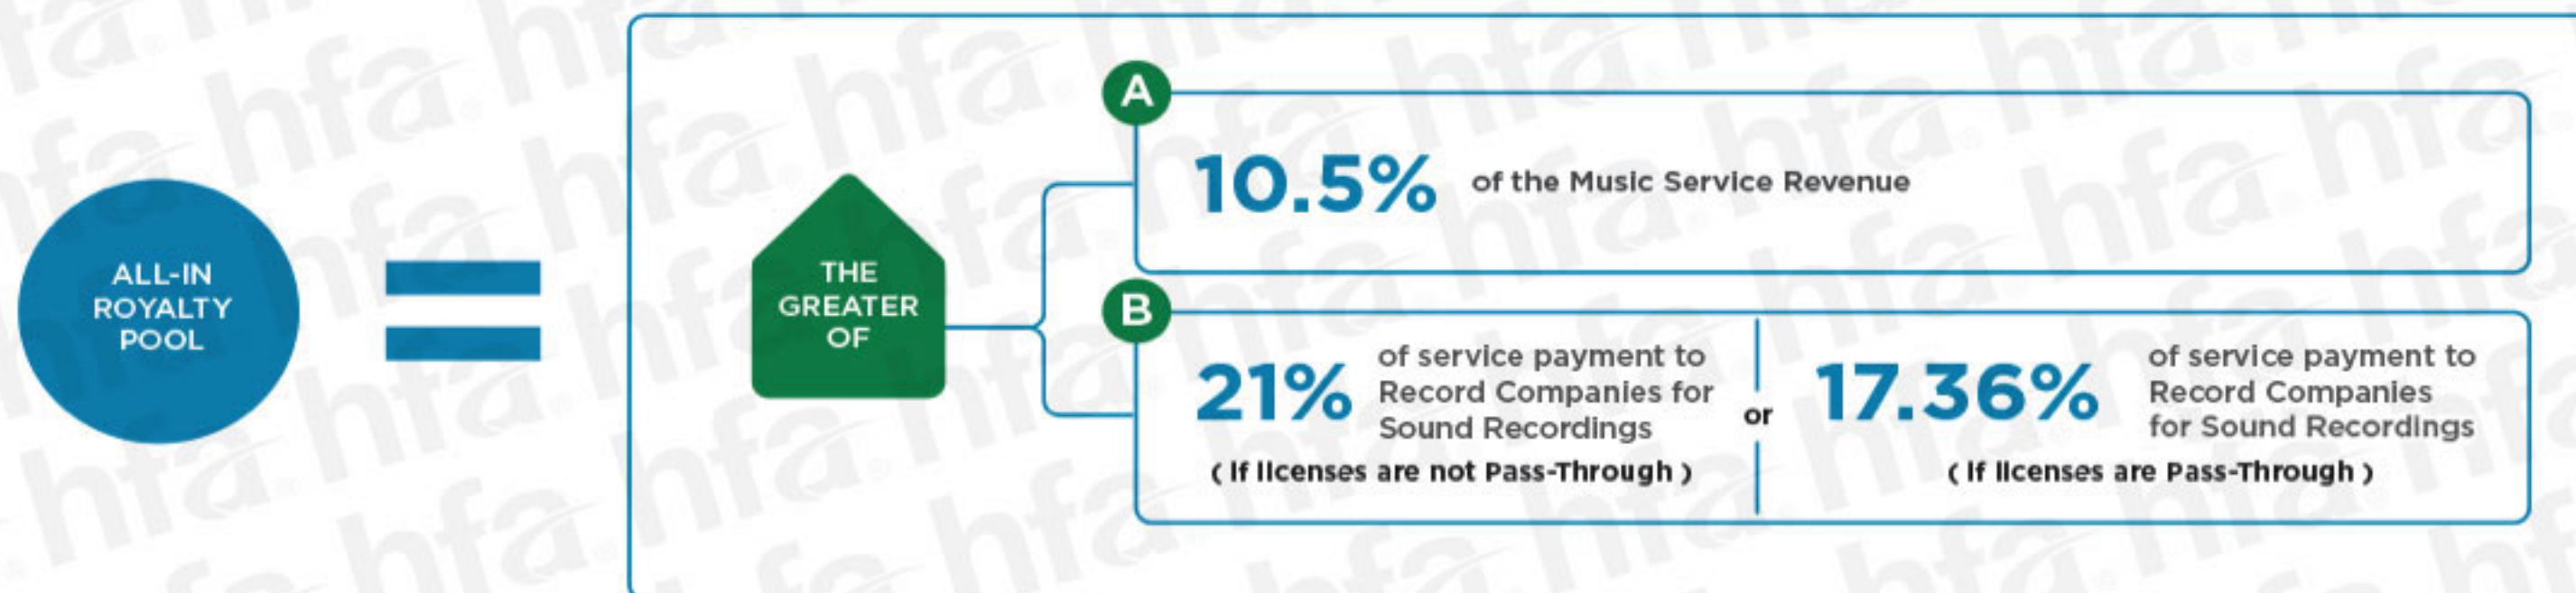 ALL-IN
ROYALTY
POOL
THE
GREATER
OF
A
10.5% of the Music Service Revenue
B
21% of service payment to
Record Companies for
Sound Recordings
( If licenses are not Pass-Through )
or
17.36% of service payment to
Record Companies
for Sound Recordings
( If licenses are Pass-Through )
hfa